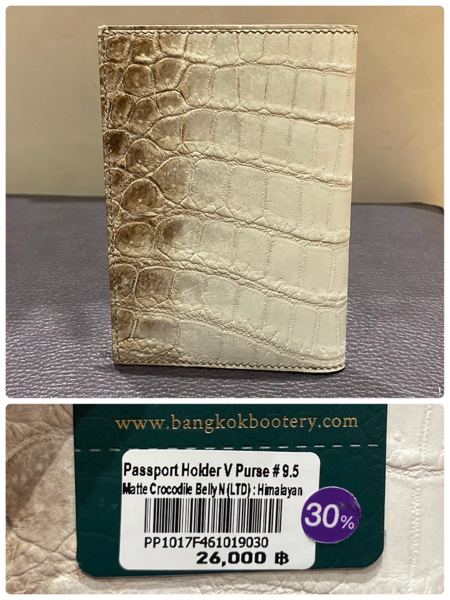 www.bangkokbootery.com
Passport Holder V Purse # 9.5
Matte Crocodile Belly N (LTD) : Himalayan
30%
PP1017F461019030
26,000 ฿